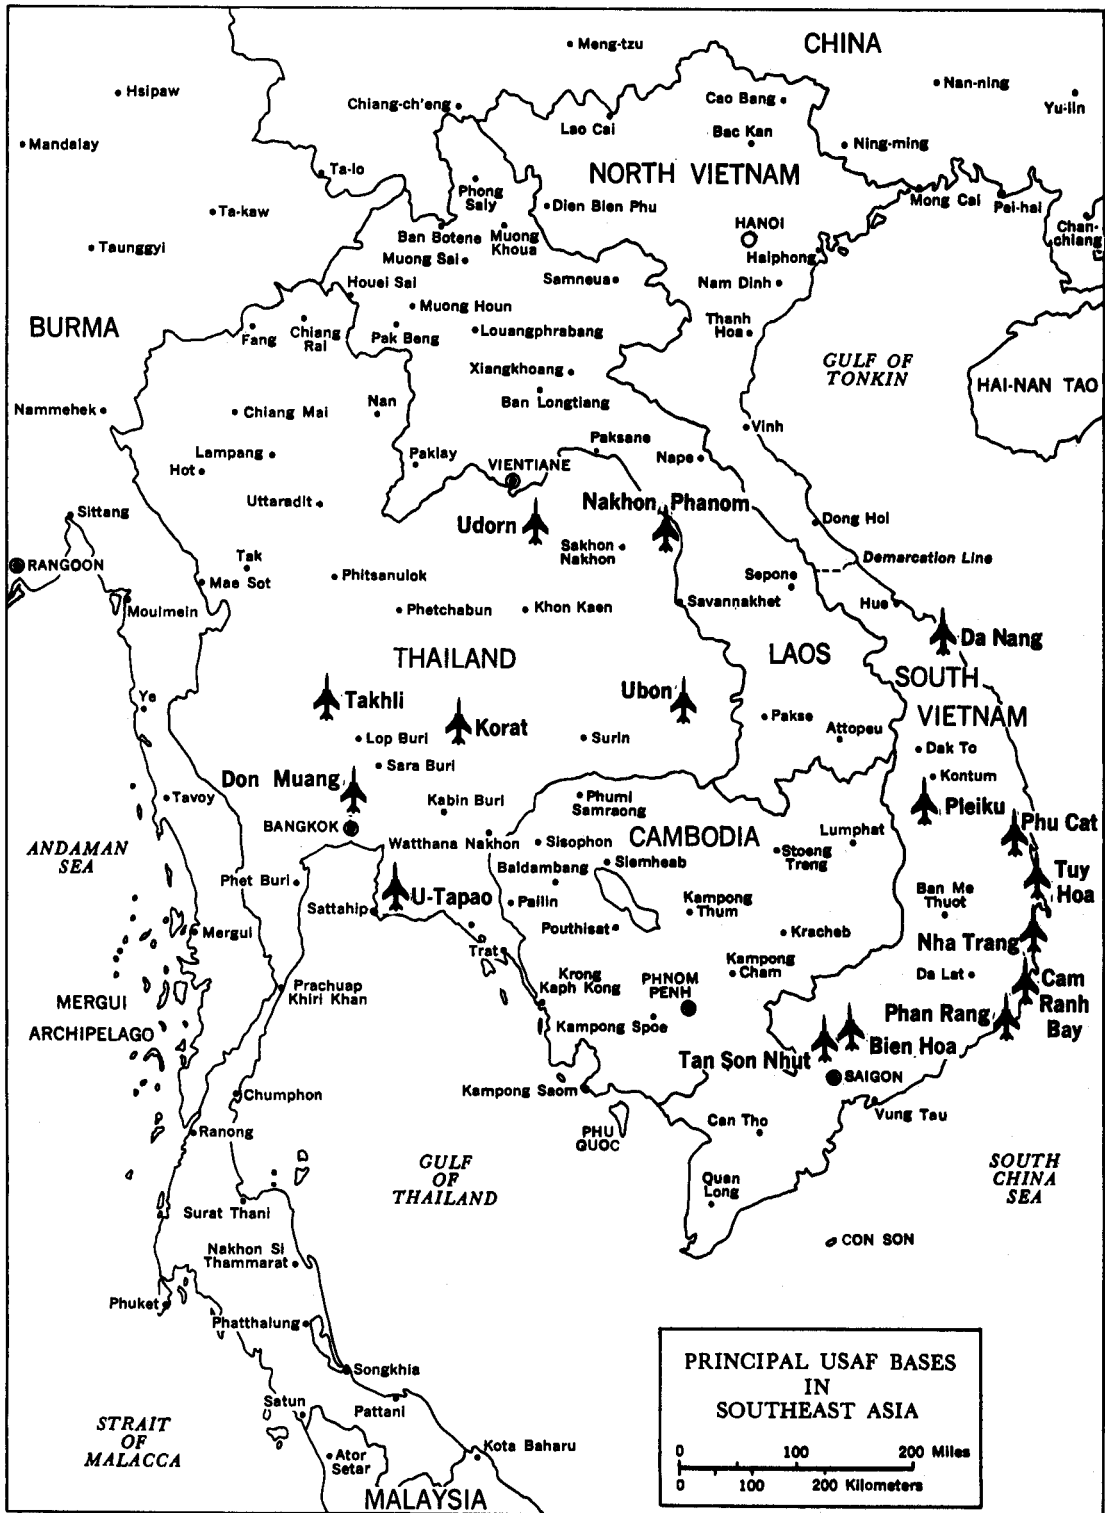 Meng-tzu
CHINA
Hsipaw
Chiang-ch'eng
Cao Bang
Nan-ning
Yu-lin
Lao Cai
Bac Kan
Mandalay
Ning-ming
Ta-lo
NORTH VIETNAM
Phong
Saly
Dien Bien Phu
Mong Cai
Pei-hai
Ta-kaw
HANOI
Chan-
chiang
Ban Botene
Muong
Khoua
Taunggyi
Muong Sai
Haiphong
Houei Sai
Samneua
Nam Dinh
Muong Houn
BURMA
Fang
Chiang
Rai
Pak Beng
Louangphrabang
Thanh
Hoa
GULF OF
TONKIN
Xiangkhoang
HAI-NAN TAO
Nammehek
Chiang Mai
Nan
Ban Longtiang
Vinh
Paksane
Lampang
Hot
Paklay
VIENTIANE
Nape
Uttaradit
Nakhon Phanom
Sittang
Udorn
Dong Hoi
Sakhon
Nakhon
Demarcation Line
RANGOON
Tak
Phitsanulok
Sepone
Mae Sot
Moulmein
Phetchabun
Khon Kaen
Savannakhet
Hue
Da Nang
THAILAND
LAOS
SOUTH
VIETNAM
Ye
Takhli
Korat
Ubon
Pakse
Attopeu
Lop Buri
Surin
Dak To
Sara Buri
Kontum
Don Muang
Tavoy
Kabin Buri
Phumi
Samraong
Pleiku
Phu Cat
BANGKOK
Watthana Nakhon
Sisophon
CAMBODIA
Lumphat
Stoeng
Treng
ANDAMAN
SEA
Baldambang
Siemheab
Tuy
Hoa
Phet Buri
U-Tapao
Pailin
Kampong
Thum
Ban Me
Thuot
Sattahip
Mergui
Trat
Pouthisat
Kracheb
Nha Trang
Kampong
Cham
Da Lat
Prachuap
Khiri Khan
Krong
Kaph Kong
PHNOM
PENH
Cam
Ranh
Bay
MERGUI
ARCHIPELAGO
Kampong Spoe
Phan Rang
Tan Son Nhut
Bien Hoa
SAIGON
Chumphon
Kampong Saom
Vung Tau
Ranong
PHU
QUOC
Can Tho
GULF
OF
THAILAND
SOUTH
CHINA
SEA
Quan
Long
Surat Thani
CON SON
Nakhon Si
Thammarat
Phuket
Phatthalung
Songkhia
PRINCIPAL USAF BASES
IN
SOUTHEAST ASIA
Satun
Pattani
STRAIT
OF
MALACCA
Ator
Setar
Kota Baharu
0 100 200 Miles
0 100 200 Kilometers
MALAYSIA